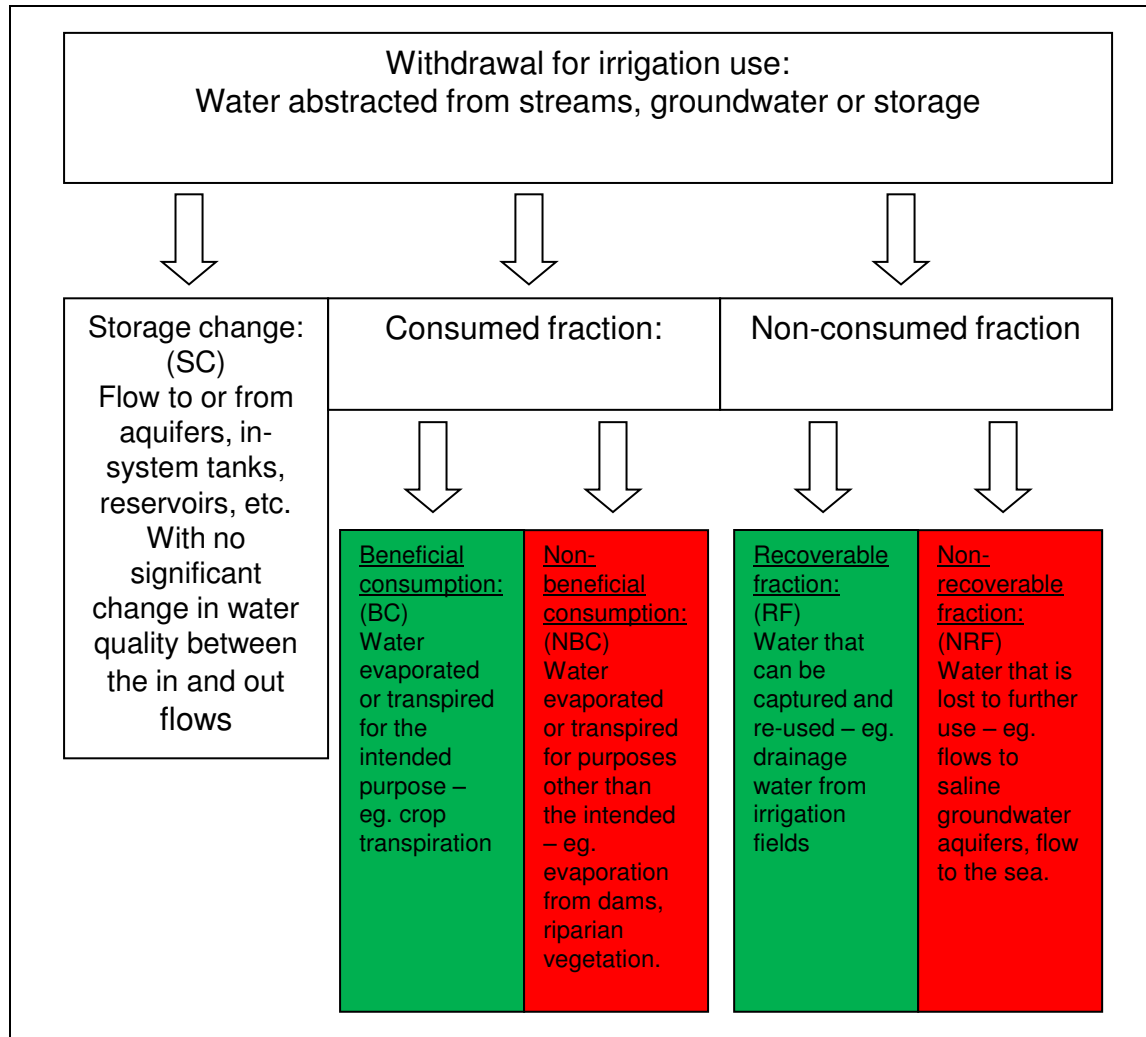 Withdrawal for irrigation use:
Water abstracted from streams, groundwater or storage
Storage change:
(SC)
Flow to or from
aquifers, in-
system tanks,
reservoirs, etc.
With no
significant
change in water
quality between
the in and out
flows
Consumed fraction:
Non-consumed fraction
Beneficial
consumption:
(BC)
Water
evaporated
or transpired
for the
intended
purpose –
eg. crop
transpiration
Non-
beneficial
consumption:
(NBC)
Water
evaporated
or transpired
for purposes
other than
the intended
– eg.
evaporation
from dams,
riparian
vegetation.
Recoverable
fraction:
(RF)
Water that
can be
captured and
re-used – eg.
drainage
water from
irrigation
fields
Non-
recoverable
fraction:
(NRF)
Water that is
lost to further
use – eg.
flows to
saline
groundwater
aquifers, flow
to the sea.